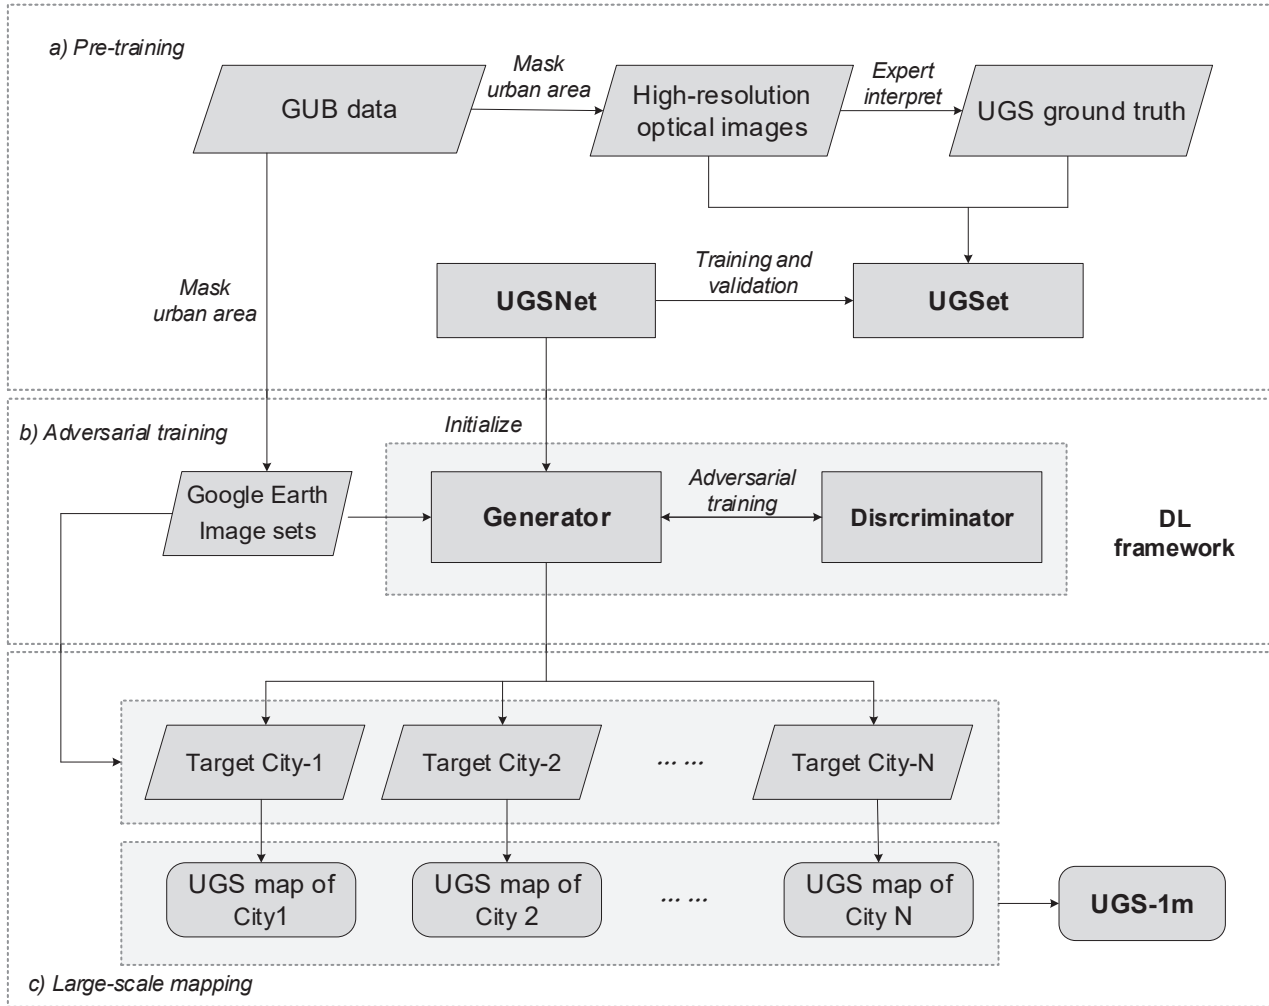 a) Pre-training
Mask
urban area
Expert
interpret
GUB data
High-resolution
optical images
UGS ground truth
Mask
urban area
UGSNet
Training and
validation
UGSet
b) Adversarial training
Initialize
Google Earth
Image sets
Generator
Adversarial
training
Disrcriminator
DL
framework
Target City-1
Target City-2
... ...
Target City-N
UGS map of
City1
UGS map of
City 2
... ...
UGS map of
City N
UGS-1m
c) Large-scale mapping